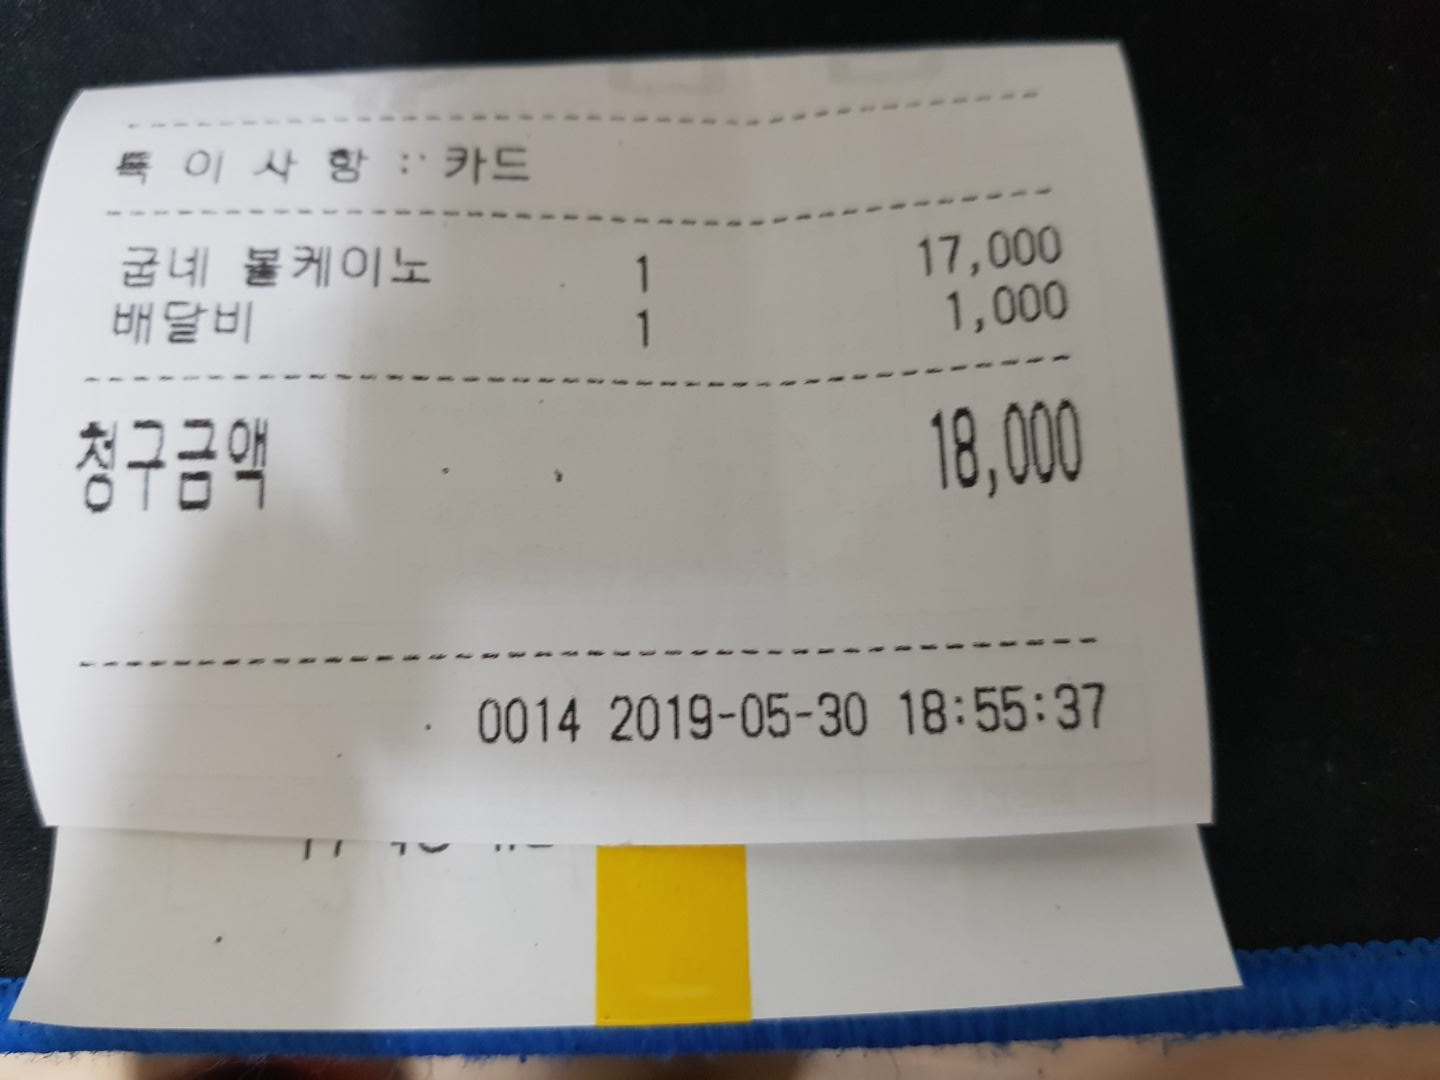 특 이 사 항 : 카드
굽네 볼케이노 1 17,000
배달비 1 1,000
청구금액 18,000
0014 2019-05-30 18:55:37